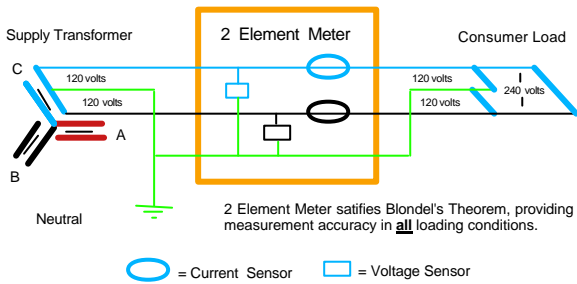 2 Element Meter
Supply Transformer
Consumer Load
C
120 volts
120 volts
120 volts
120 volts
240 volts
A
B
Neutral
2 Element Meter satifies Blondel's Theorem, providing
measurement accuracy in all loading conditions.
= Current Sensor
= Voltage Sensor